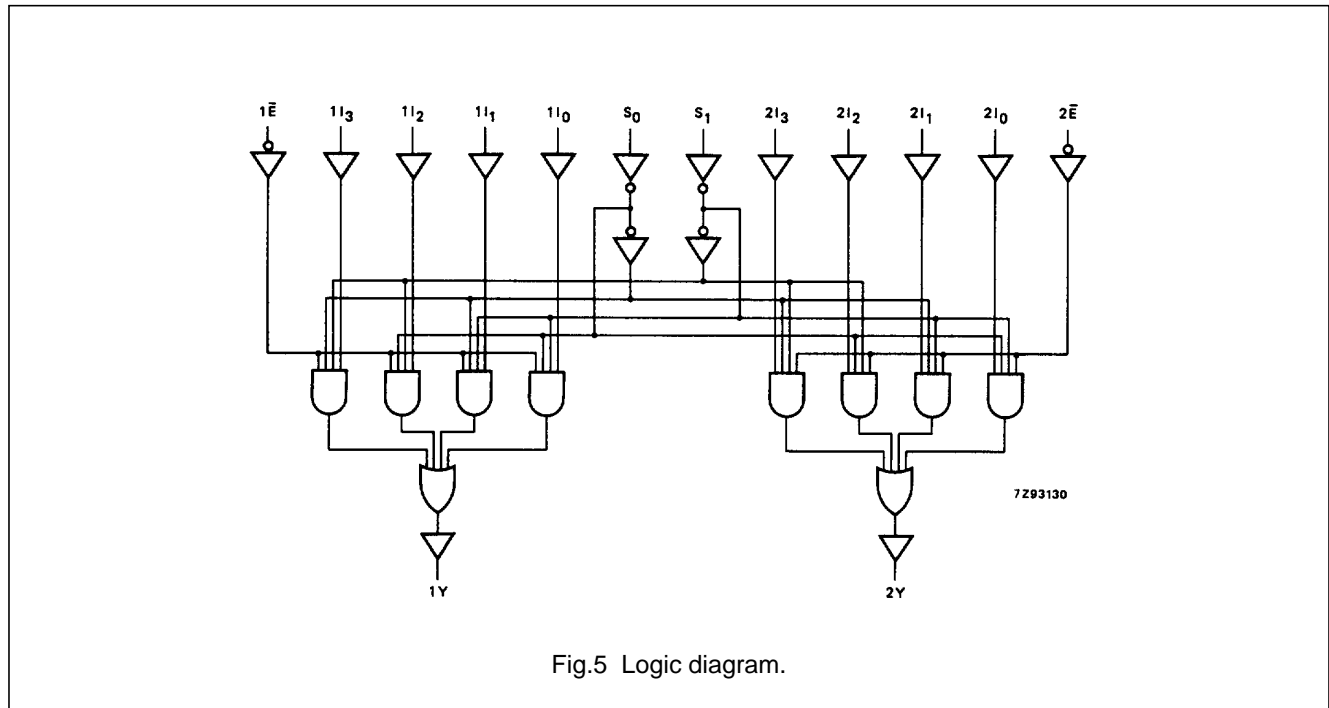 1Ē 1I₃ 1I₂ 1I₁ 1I₀ S₀ S₁ 2I₃ 2I₂ 2I₁ 2I₀ 2Ē
7Z93130
1Y 2Y
Fig.5 Logic diagram.